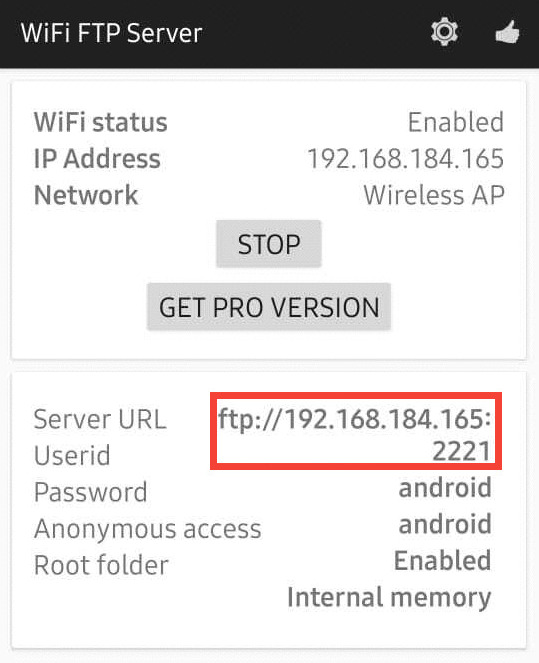 WiFi FTP Server
WiFi status Enabled
IP Address 192.168.184.165
Network Wireless AP
STOP
GET PRO VERSION
Server URL ftp://192.168.184.165:
2221
Userid android
Password android
Anonymous access Enabled
Root folder Internal memory